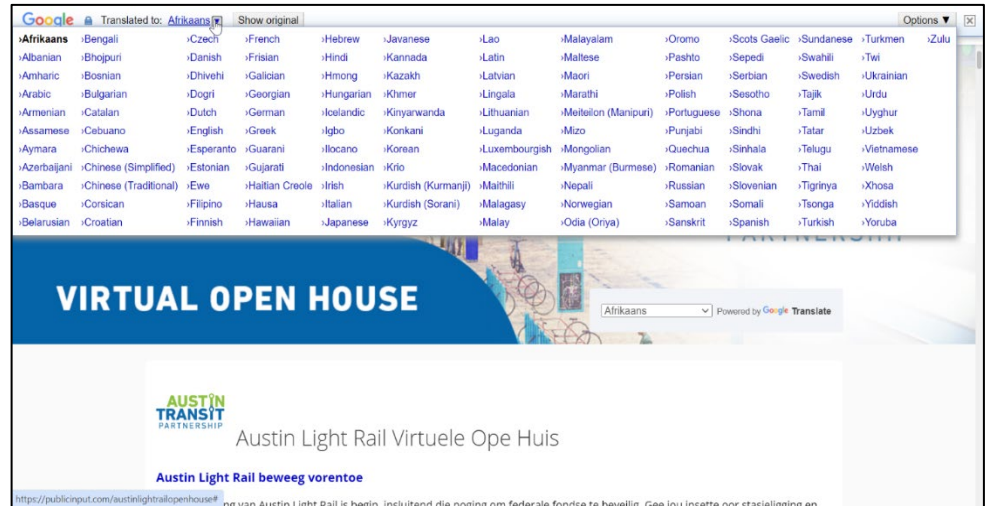 Google Translated to: Afrikaans ▼ Show original Options ▼
›Afrikaans ›Bengali ›Czech ›French ›Hebrew ›Javanese ›Lao ›Malayalam ›Oromo ›Scots Gaelic ›Sundanese ›Turkmen ›Zulu
›Albanian ›Bhojpuri ›Danish ›Frisian ›Hindi ›Kannada ›Latin ›Maltese ›Pashto ›Sepedi ›Swahili ›Twi
›Amharic ›Bosnian ›Dhivehi ›Galician ›Hmong ›Kazakh ›Latvian ›Maori ›Persian ›Serbian ›Swedish ›Ukrainian
›Arabic ›Bulgarian ›Dogri ›Georgian ›Hungarian ›Khmer ›Lingala ›Marathi ›Polish ›Sesotho ›Tajik ›Urdu
›Armenian ›Catalan ›Dutch ›German ›Icelandic ›Kinyarwanda ›Lithuanian ›Meiteilon (Manipuri) ›Portuguese ›Shona ›Tamil ›Uyghur
›Assamese ›Cebuano ›English ›Greek ›Igbo ›Konkani ›Luganda ›Mizo ›Punjabi ›Sindhi ›Tatar ›Uzbek
›Aymara ›Chichewa ›Esperanto ›Guarani ›Ilocano ›Korean ›Luxembourgish ›Mongolian ›Quechua ›Sinhala ›Telugu ›Vietnamese
›Azerbaijani ›Chinese (Simplified) ›Estonian ›Gujarati ›Indonesian ›Krio ›Macedonian ›Myanmar (Burmese) ›Romanian ›Slovak ›Thai ›Welsh
›Bambara ›Chinese (Traditional) ›Ewe ›Haitian Creole ›Irish ›Kurdish (Kurmanji) ›Maithili ›Nepali ›Russian ›Slovenian ›Tigrinya ›Xhosa
›Basque ›Corsican ›Filipino ›Hausa ›Italian ›Kurdish (Sorani) ›Malagasy ›Norwegian ›Samoan ›Somali ›Tsonga ›Yiddish
›Belarusian ›Croatian ›Finnish ›Hawaiian ›Japanese ›Kyrgyz ›Malay ›Odia (Oriya) ›Sanskrit ›Spanish ›Turkish ›Yoruba
PARTNERSHIP
VIRTUAL OPEN HOUSE
Afrikaans Powered by Google Translate
AUSTIN
TRANSIT
PARTNERSHIP
Austin Light Rail Virtuele Ope Huis
Austin Light Rail beweeg vorentoe
https://publicinput.com/austinlightrailopenhouse#
van Austin Light Rail is begin, insluitend die poging om federale fondse te beveilig. Gee jou insette oor stasieligging en